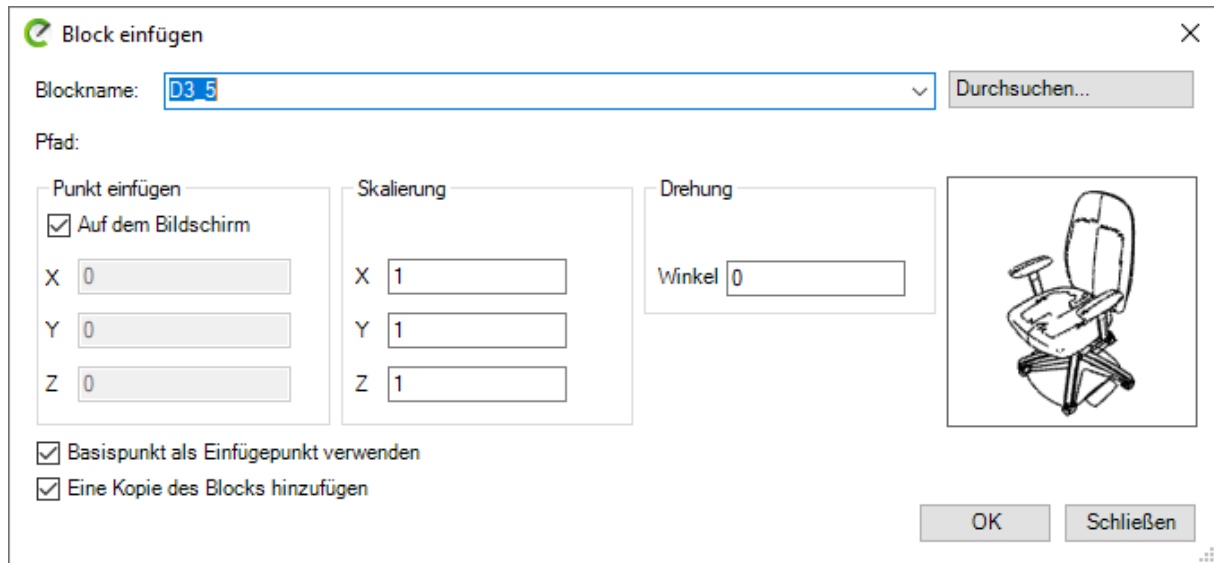 Block einfügen
Blockname: D3_5 Durchsuchen...
Pfad:
Punkt einfügen Skalierung Drehung
Auf dem Bildschirm
X 0 X 1 Winkel 0
Y 0 Y 1
Z 0 Z 1
Basispunkt als Einfügepunkt verwenden
Eine Kopie des Blocks hinzufügen
OK Schließen